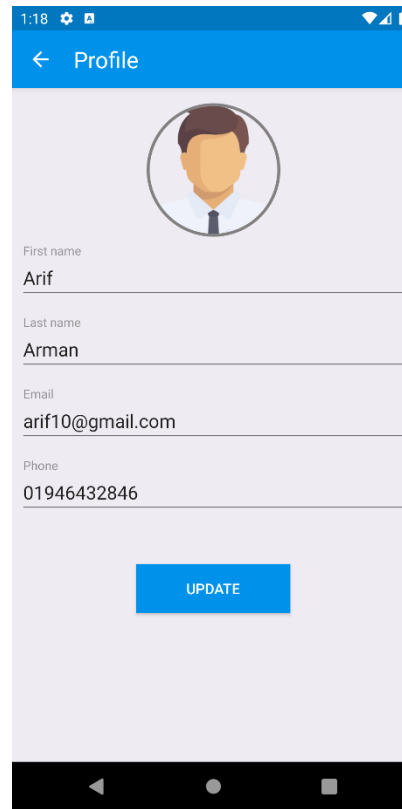 1:18
Profile
First name
Arif
Last name
Arman
Email
arif10@gmail.com
Phone
01946432846
UPDATE